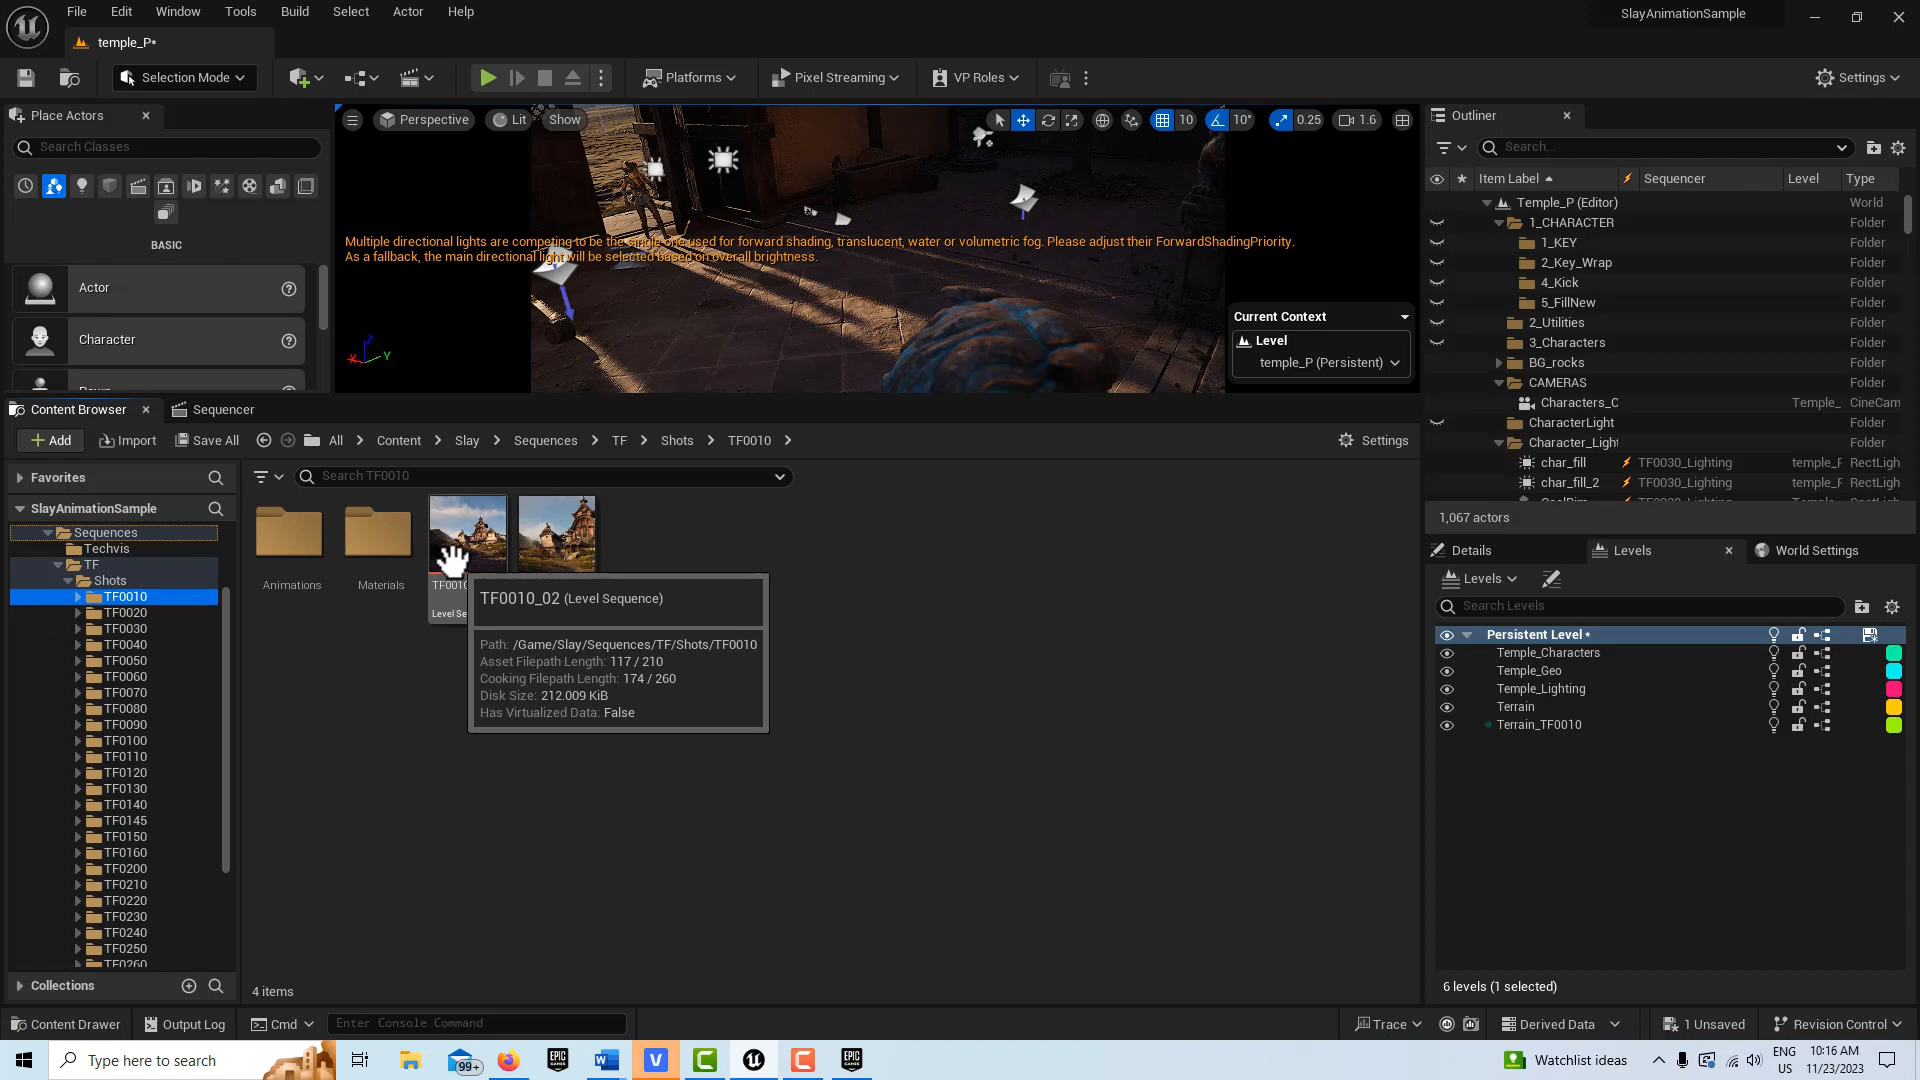 File Edit Window Tools Build Select Actor Help
SlayAnimationSample
temple_P*
Selection Mode
Platforms
Pixel Streaming
VP Roles
Settings
Place Actors
Search Classes
BASIC
Actor
Character
Perspective Lit Show
10 10° 0.25 1.6
Multiple directional lights are competing to be the single one used for forward shading, translucent, water or volumetric fog. Please adjust their ForwardShadingPriority.
As a fallback, the main directional light will be selected based on overall brightness.
Z
X Y
Current Context
Level
temple_P (Persistent)
Outliner
Search...
Item Label Sequencer Level Type
Temple_P (Editor) World
1_CHARACTER Folder
1_KEY Folder
2_Key_Wrap Folder
4_Kick Folder
5_FillNew Folder
2_Utilities Folder
3_Characters Folder
BG_rocks Folder
CAMERAS Folder
Characters_C Temple_ CineCam
CharacterLight Folder
Character_Light Folder
char_fill TF0030_Lighting temple_P RectLigh
char_fill_2 TF0030_Lighting temple_P RectLigh
1,067 actors
Content Browser Sequencer
Add Import Save All All Content Slay Sequences TF Shots TF0010 Settings
Favorites
Search TF0010
SlayAnimationSample
Sequences
Techvis
TF
Shots
TF0010
TF0020
TF0030
TF0040
TF0050
TF0060
TF0070
TF0080
TF0090
TF0100
TF0110
TF0120
TF0130
TF0140
TF0145
TF0150
TF0160
TF0200
TF0210
TF0220
TF0230
TF0240
TF0250
TF0260
Collections
Animations Materials TF0010
Level Se
TF0010_02 (Level Sequence)
Path: /Game/Slay/Sequences/TF/Shots/TF0010
Asset Filepath Length: 117 / 210
Cooking Filepath Length: 174 / 260
Disk Size: 212.009 KiB
Has Virtualized Data: False
4 items
Details Levels World Settings
Levels
Search Levels
Persistent Level *
Temple_Characters
Temple_Geo
Temple_Lighting
Terrain
Terrain_TF0010
6 levels (1 selected)
Content Drawer Output Log Cmd Enter Console Command
Trace Derived Data 1 Unsaved Revision Control
Type here to search
99+
EPIC GAMES
EPIC GAMES
Watchlist ideas
ENG
US
10:16 AM
11/23/2023